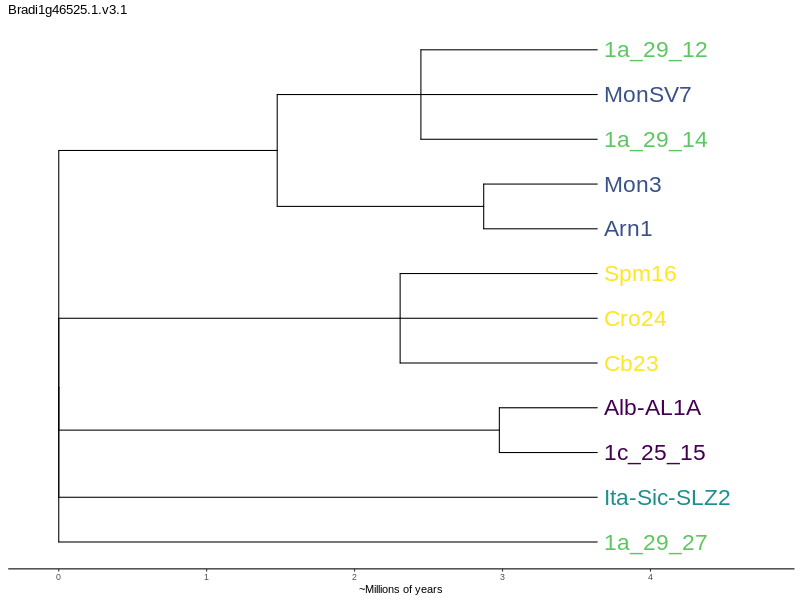 Bradi1g46525.1.v3.1
1a_29_12
MonSV7
1a_29_14
Mon3
Arn1
Spm16
Cro24
Cb23
Alb-AL1A
1c_25_15
Ita-Sic-SLZ2
1a_29_27
0 1 2 3 4
~Millions of years